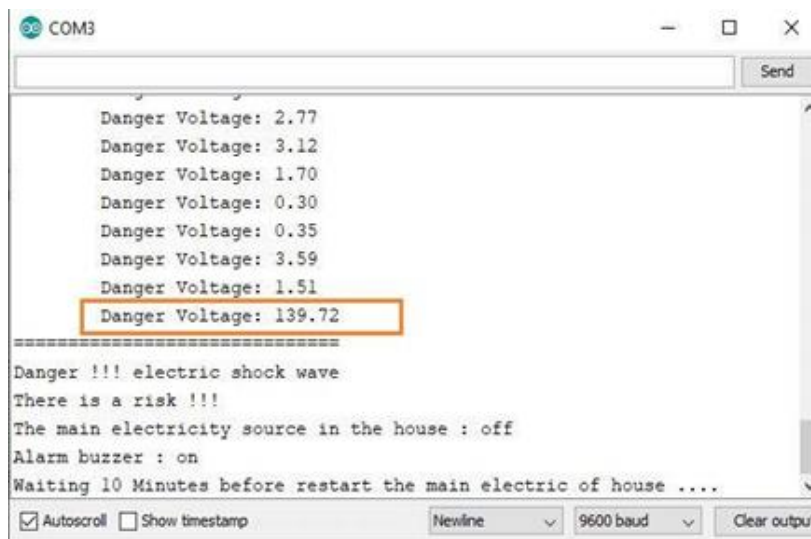 COM3
Send
Danger Voltage: 2.77
Danger Voltage: 3.12
Danger Voltage: 1.70
Danger Voltage: 0.30
Danger Voltage: 0.35
Danger Voltage: 3.59
Danger Voltage: 1.51
Danger Voltage: 139.72
==============================
Danger !!! electric shock wave
There is a risk !!!
The main electricity source in the house : off
Alarm buzzer : on
Waiting 10 Minutes before restart the main electric of house ....
Autoscroll Show timestamp Newline 9600 baud Clear outpu